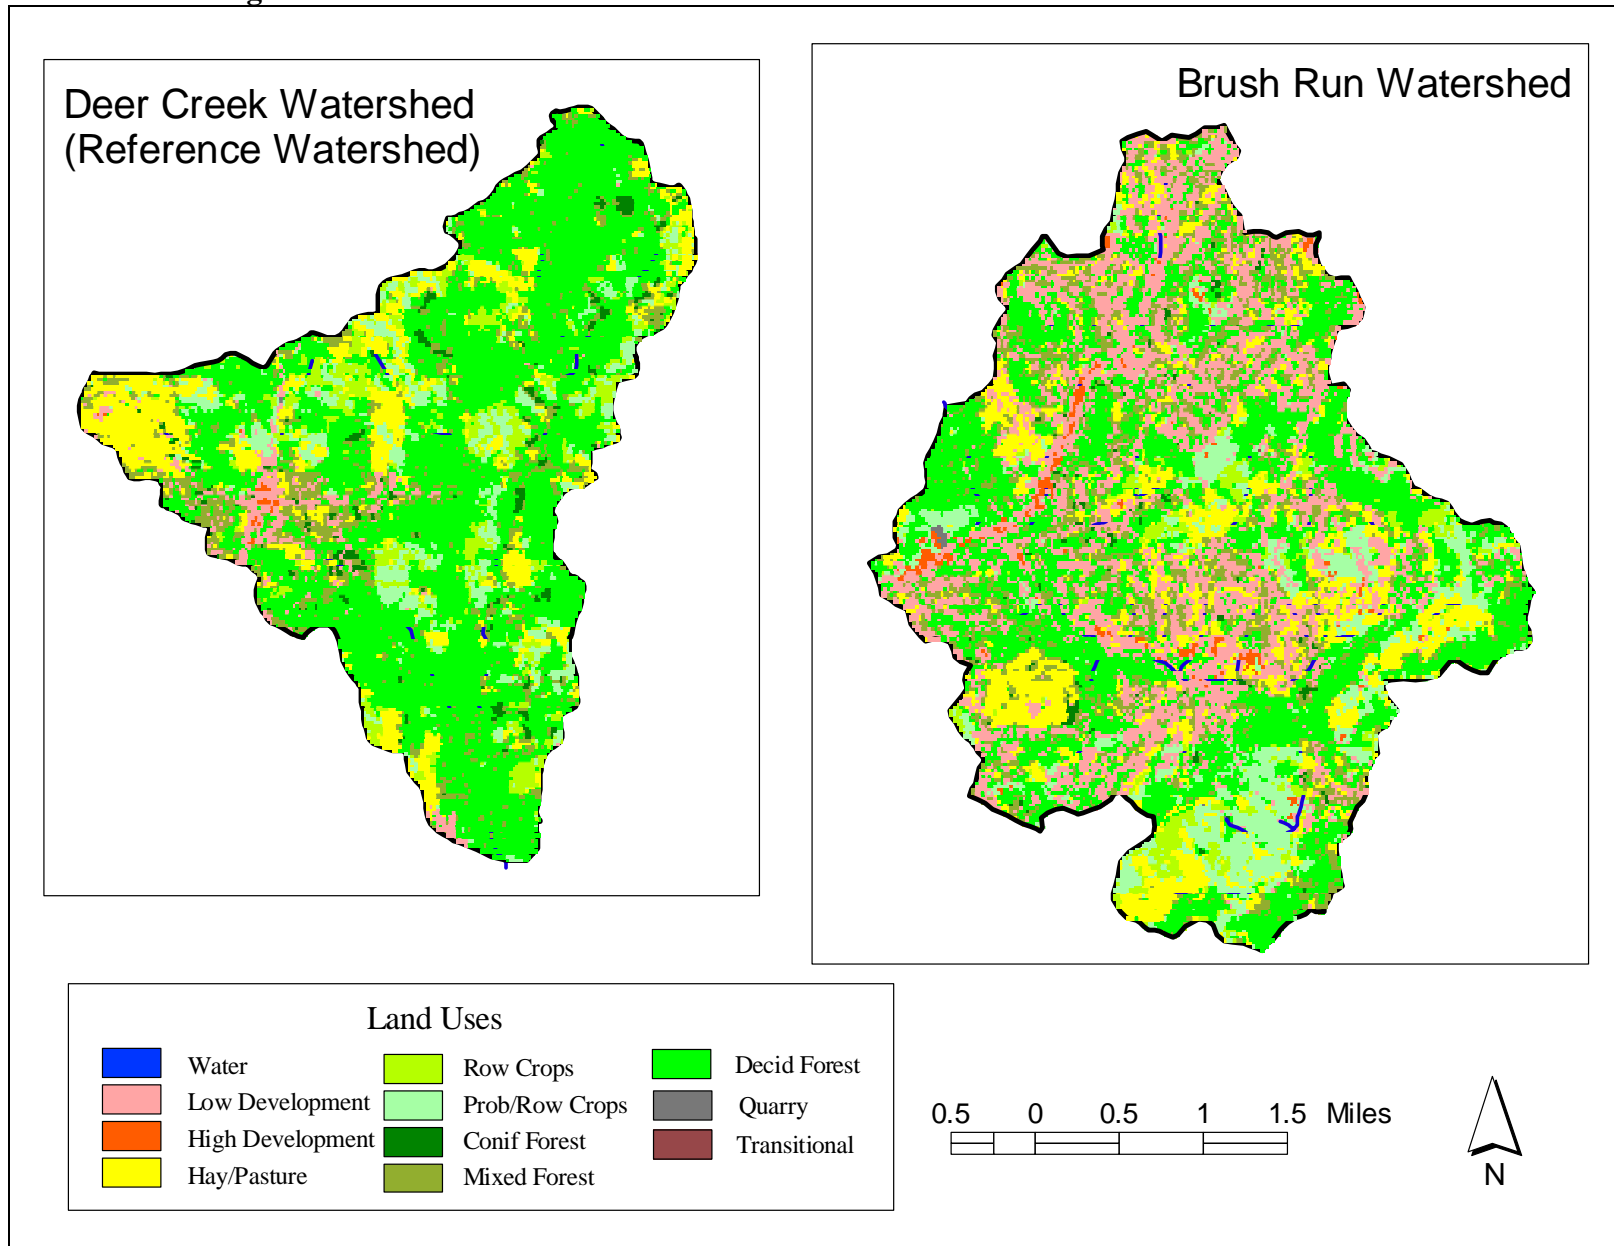 Deer Creek Watershed
(Reference Watershed)
Brush Run Watershed
Land Uses
Water
Low Development
High Development
Hay/Pasture
Row Crops
Prob/Row Crops
Conif Forest
Mixed Forest
Decid Forest
Quarry
Transitional
0.5 0 0.5 1 1.5 Miles
N